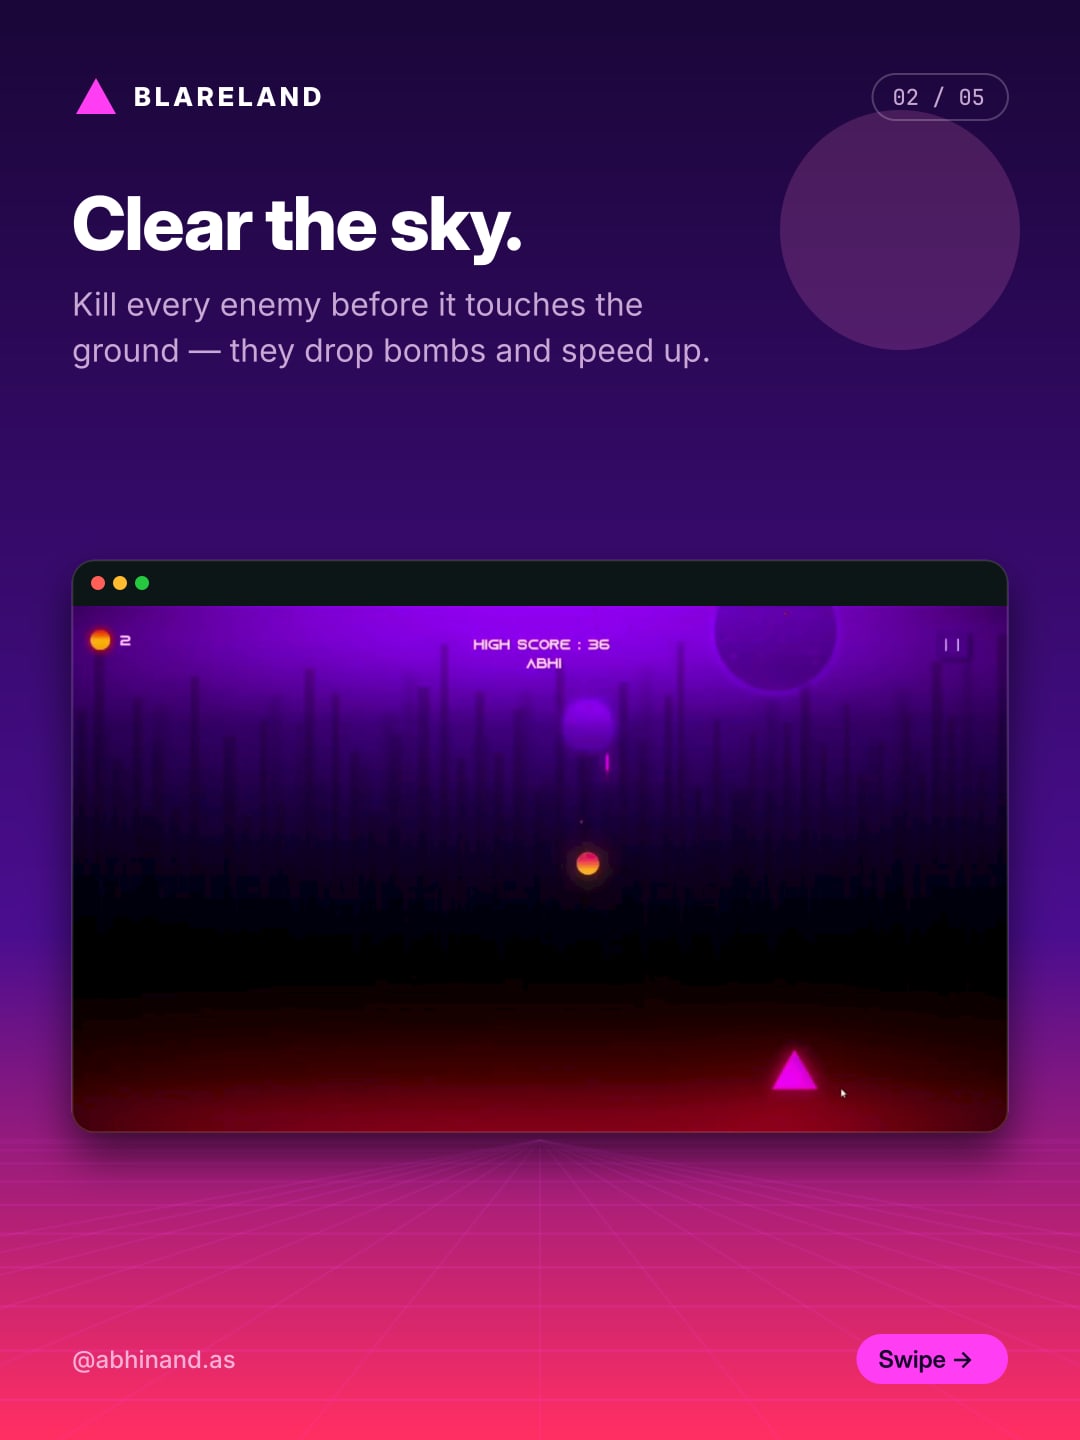 BLARELAND
02 / 05
Clear the sky.
Kill every enemy before it touches the
ground — they drop bombs and speed up.
2
HIGH SCORE : 36
ABHI
@abhinand.as
Swipe →